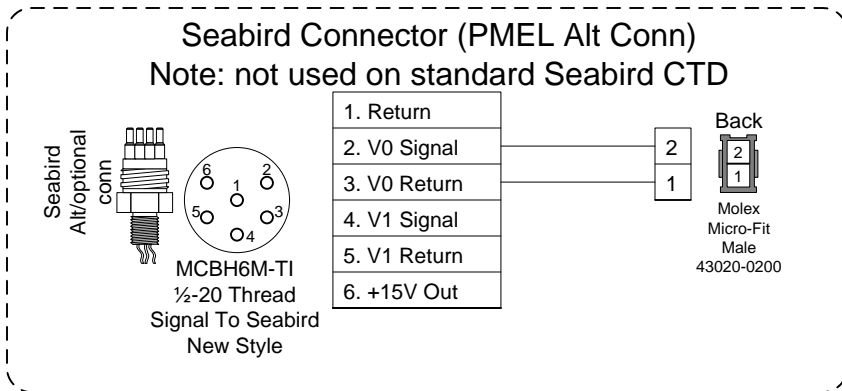 Seabird Connector (PMEL Alt Conn)
Note: not used on standard Seabird CTD
Seabird
Alt/optional
conn
6
2
1
5
3
4
MCBH6M-TI
½-20 Thread
Signal To Seabird
New Style
1. Return
2. V0 Signal
3. V0 Return
4. V1 Signal
5. V1 Return
6. +15V Out
2
1
Back
2
1
Molex
Micro-Fit
Male
43020-0200